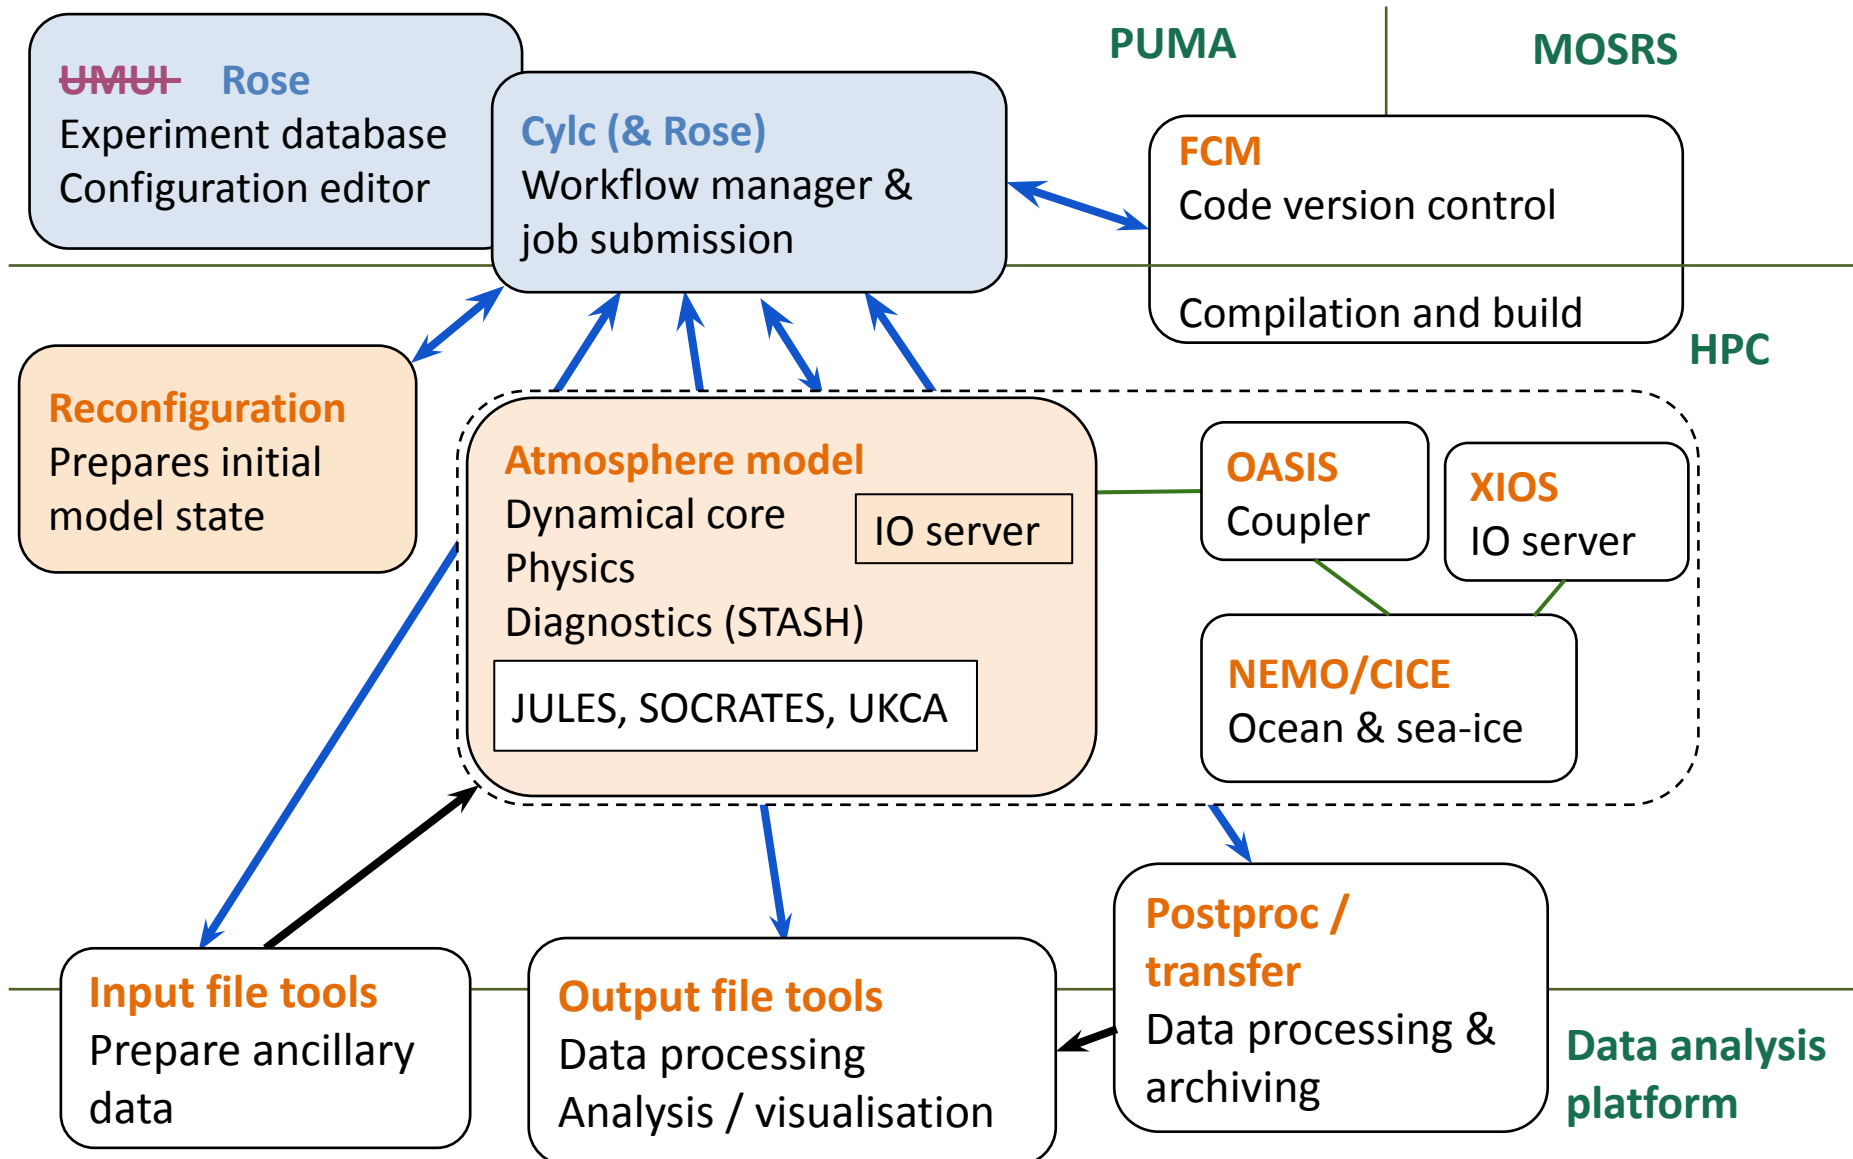 PUMA
MOSRS
UMUI Rose
Experiment database
Configuration editor
Cylc (& Rose)
Workflow manager &
job submission
FCM
Code version control
Compilation and build
HPC
Reconfiguration
Prepares initial
model state
Atmosphere model
Dynamical core
Physics
Diagnostics (STASH)
IO server
JULES, SOCRATES, UKCA
OASIS
Coupler
XIOS
IO server
NEMO/CICE
Ocean & sea-ice
Input file tools
Prepare ancillary
data
Output file tools
Data processing
Analysis / visualisation
Postproc /
transfer
Data processing &
archiving
Data analysis
platform